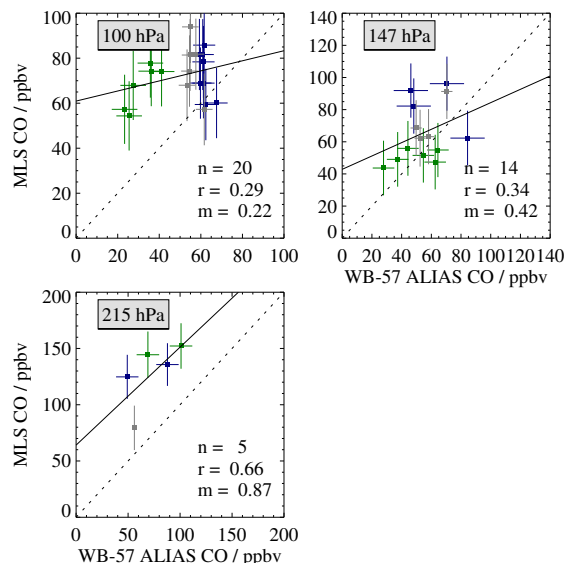 100 hPa
MLS CO / ppbv
100
80
60
40
20
0
n = 20
r = 0.29
m = 0.22
0 20 40 60 80 100
147 hPa
140
120
100
80
60
40
20
0
n = 14
r = 0.34
m = 0.42
0 20 40 60 80 100 120 140
WB-57 ALIAS CO / ppbv
215 hPa
MLS CO / ppbv
200
150
100
50
0
n = 5
r = 0.66
m = 0.87
0 50 100 150 200
WB-57 ALIAS CO / ppbv